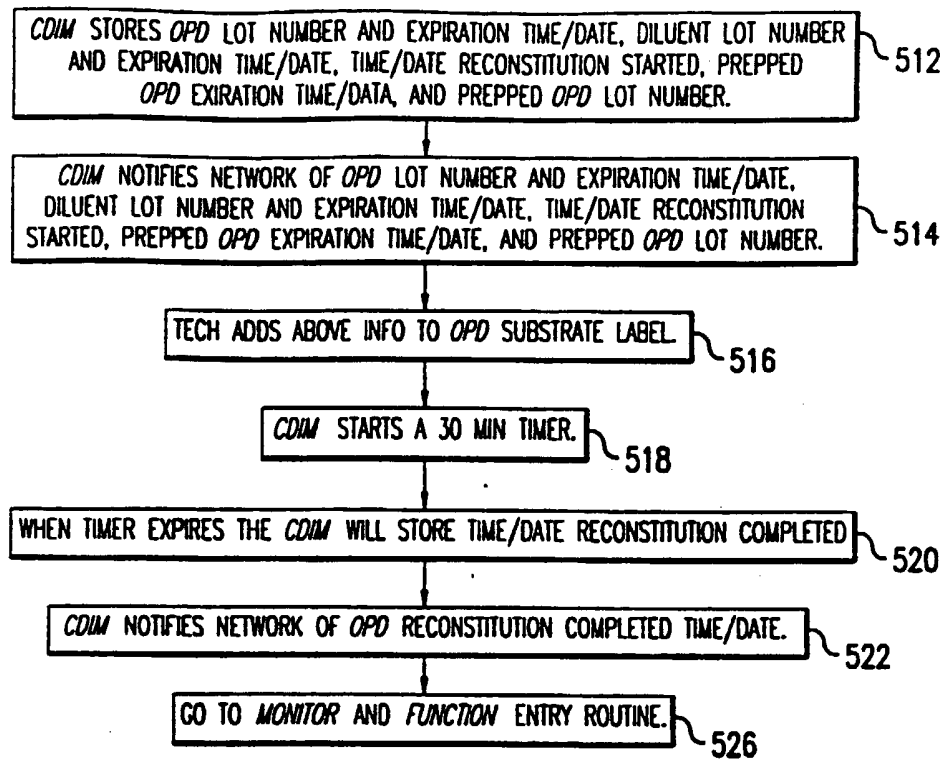 CDIM STORES OPD LOT NUMBER AND EXPIRATION TIME/DATE, DILUENT LOT NUMBER
AND EXPIRATION TIME/DATE, TIME/DATE RECONSTITUTION STARTED, PREPPED
OPD EXIRATION TIME/DATA, AND PREPPED OPD LOT NUMBER.
512
CDIM NOTIFIES NETWORK OF OPD LOT NUMBER AND EXPIRATION TIME/DATE,
DILUENT LOT NUMBER AND EXPIRATION TIME/DATE, TIME/DATE RECONSTITUTION
STARTED, PREPPED OPD EXPIRATION TIME/DATE, AND PREPPED OPD LOT NUMBER.
514
TECH ADDS ABOVE INFO TO OPD SUBSTRATE LABEL.
516
CDIM STARTS A 30 MIN TIMER.
518
WHEN TIMER EXPIRES THE CDIM WILL STORE TIME/DATE RECONSTITUTION COMPLETED
520
CDIM NOTIFIES NETWORK OF OPD RECONSTITUTION COMPLETED TIME/DATE.
522
GO TO MONITOR AND FUNCTION ENTRY ROUTINE.
526